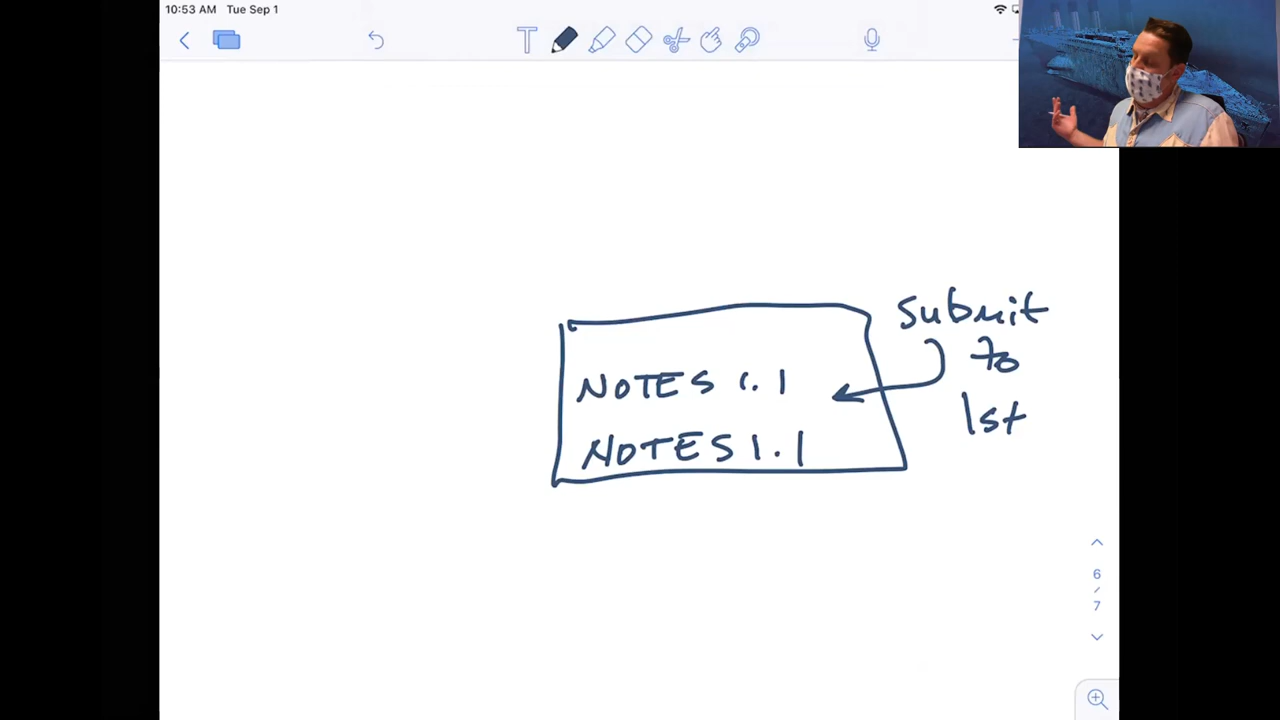 10:53 AM Tue Sep 1
T
NOTES 1.1
NOTES 1.1
submit
to
1st
6
/
7